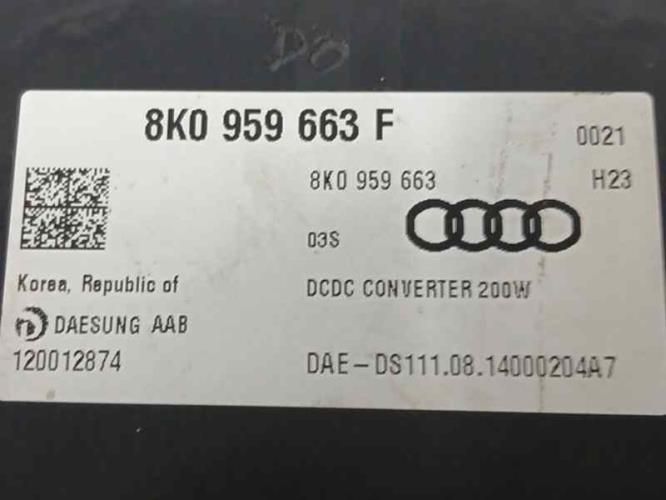 DO
8K0 959 663 F
0021
8K0 959 663
H23
03S
Korea, Republic of
DCDC CONVERTER 200W
DAESUNG AAB
120012874
DAE-DS111.08.14000204A7